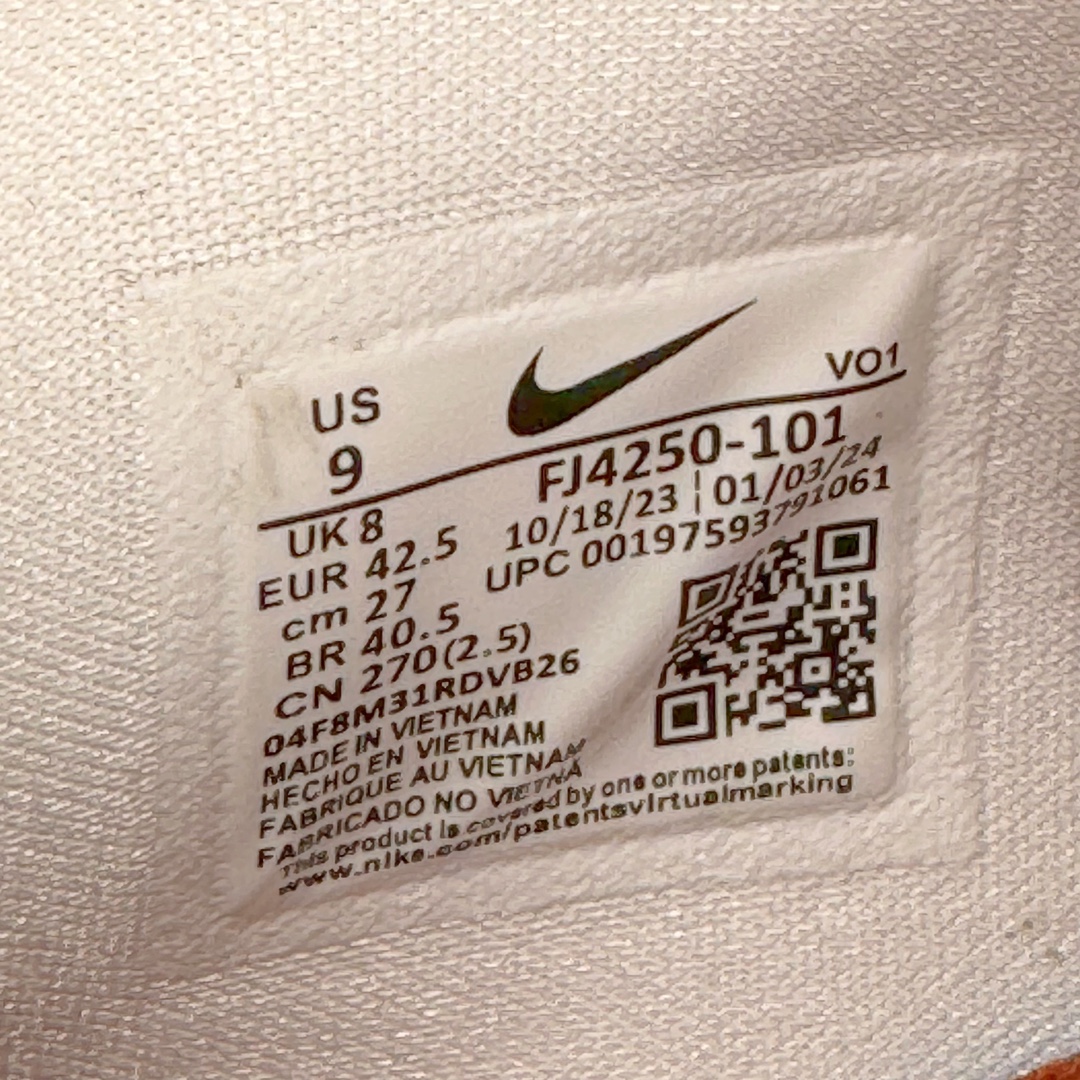 US
9
VO1
FJ4250-101
10/18/23 | 01/03/24
UPC 00197593791061
UK 8
EUR 42.5
cm 27
BR 40.5
CN 270(2.5)
04F8M31RDVB26
MADE IN VIETNAM
HECHO EN VIETNAM
FABRIQUE AU VIETNAM
FABRICADO NO VIETNÃ
This product is covered by one or more patents:
www.nike.com/patentsvirtualmarking